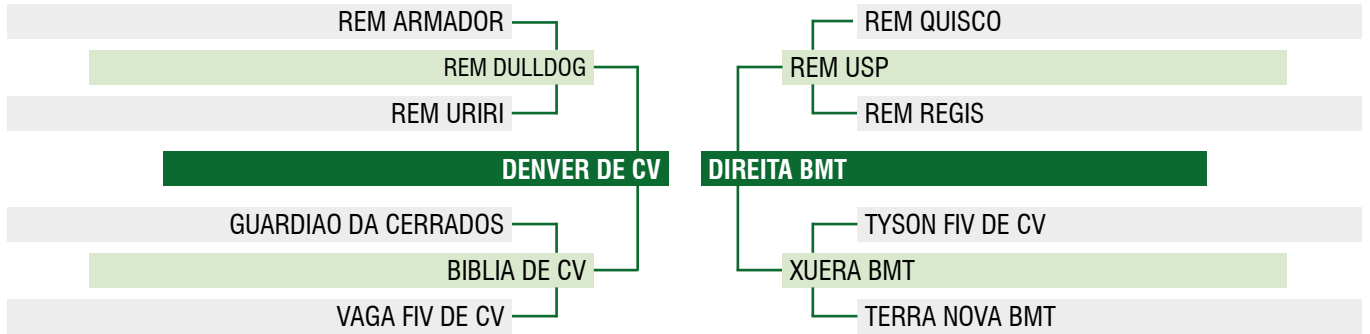 REM ARMADOR
REM DULLDOG
REM URIRI
DENVER DE CV
GUARDIAO DA CERRADOS
BIBLIA DE CV
VAGA FIV DE CV
REM QUISCO
REM USP
REM REGIS
DIREITA BMT
TYSON FIV DE CV
XUERA BMT
TERRA NOVA BMT